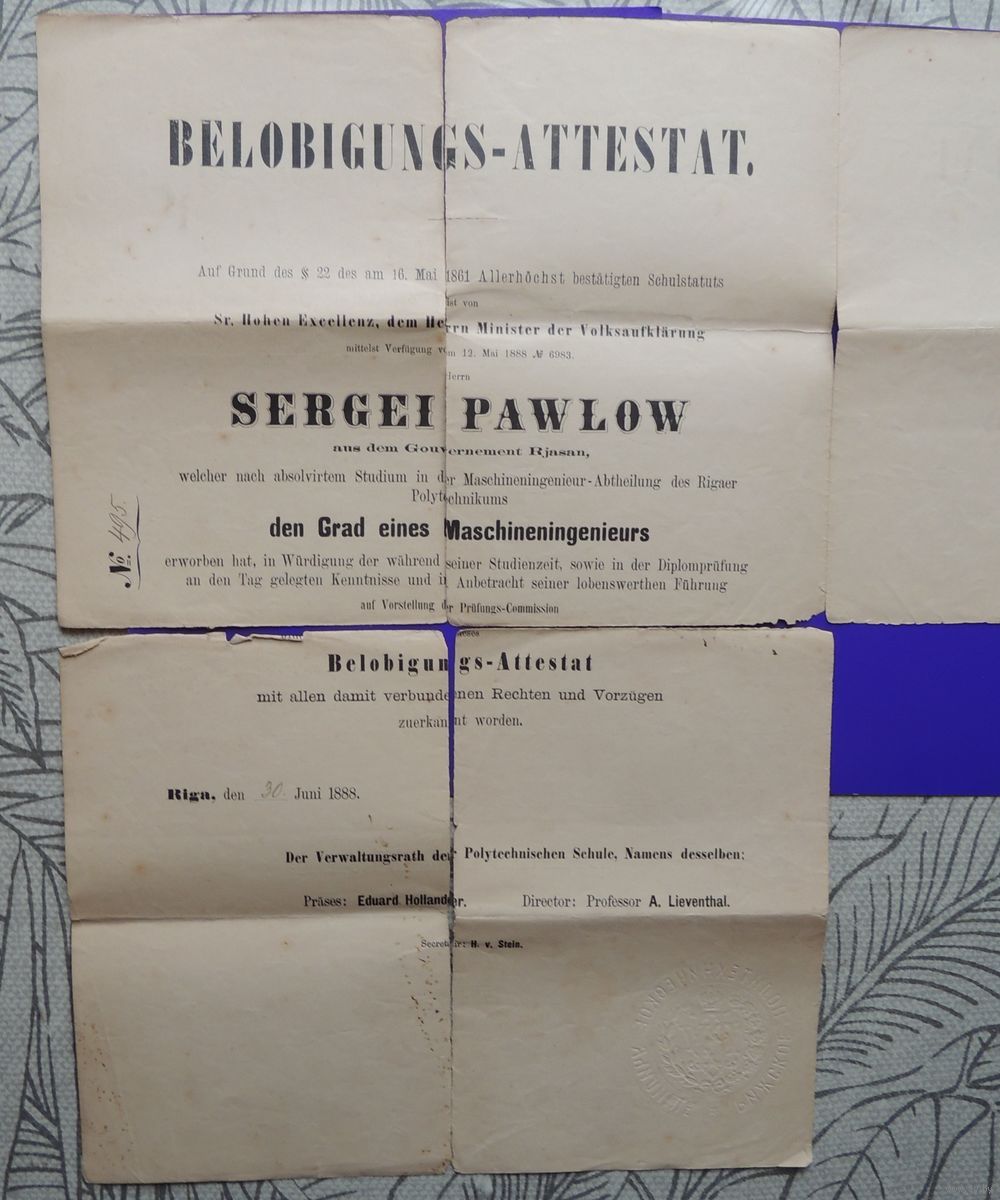 BELOBIGUNGS-ATTESTAT.
Auf Grund des § 22 des am 16. Mai 1861 Allerhöchst bestätigten Schulstatuts
ist von
Sr. Hohen Excellenz, dem Herrn Minister der Volksaufklärung
mittelst Verfügung vom 12. Mai 1888 № 6983.
Herrn
SERGEI PAWLOW
aus dem Gouvernement Rjasan,
welcher nach absolvirtem Studium in der Maschineningenieur-Abtheilung des Rigaer
Polytechnikums
den Grad eines Maschineningenieurs
erworben hat, in Würdigung der während seiner Studienzeit, sowie in der Diplomprüfung
an den Tag gelegten Kenntnisse und in Anbetracht seiner lobenswerthen Führung
auf Vorstellung der Prüfungs-Commission
No. 495.
Belobigungs-Attestat
mit allen damit verbundenen Rechten und Vorzügen
zuerkannt worden.
Riga, den 30. Juni 1888.
Der Verwaltungsrath der Polytechnischen Schule, Namens desselben:
Präses: Eduard Hollander. Director: Professor A. Lieventhal.
Secretär: H. v. Stein.